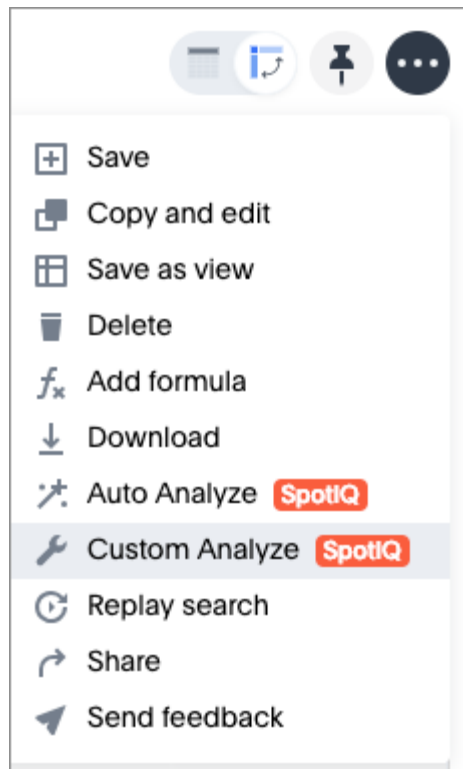 Save
Copy and edit
Save as view
Delete
Add formula
Download
Auto Analyze SpotIQ
Custom Analyze SpotIQ
Replay search
Share
Send feedback